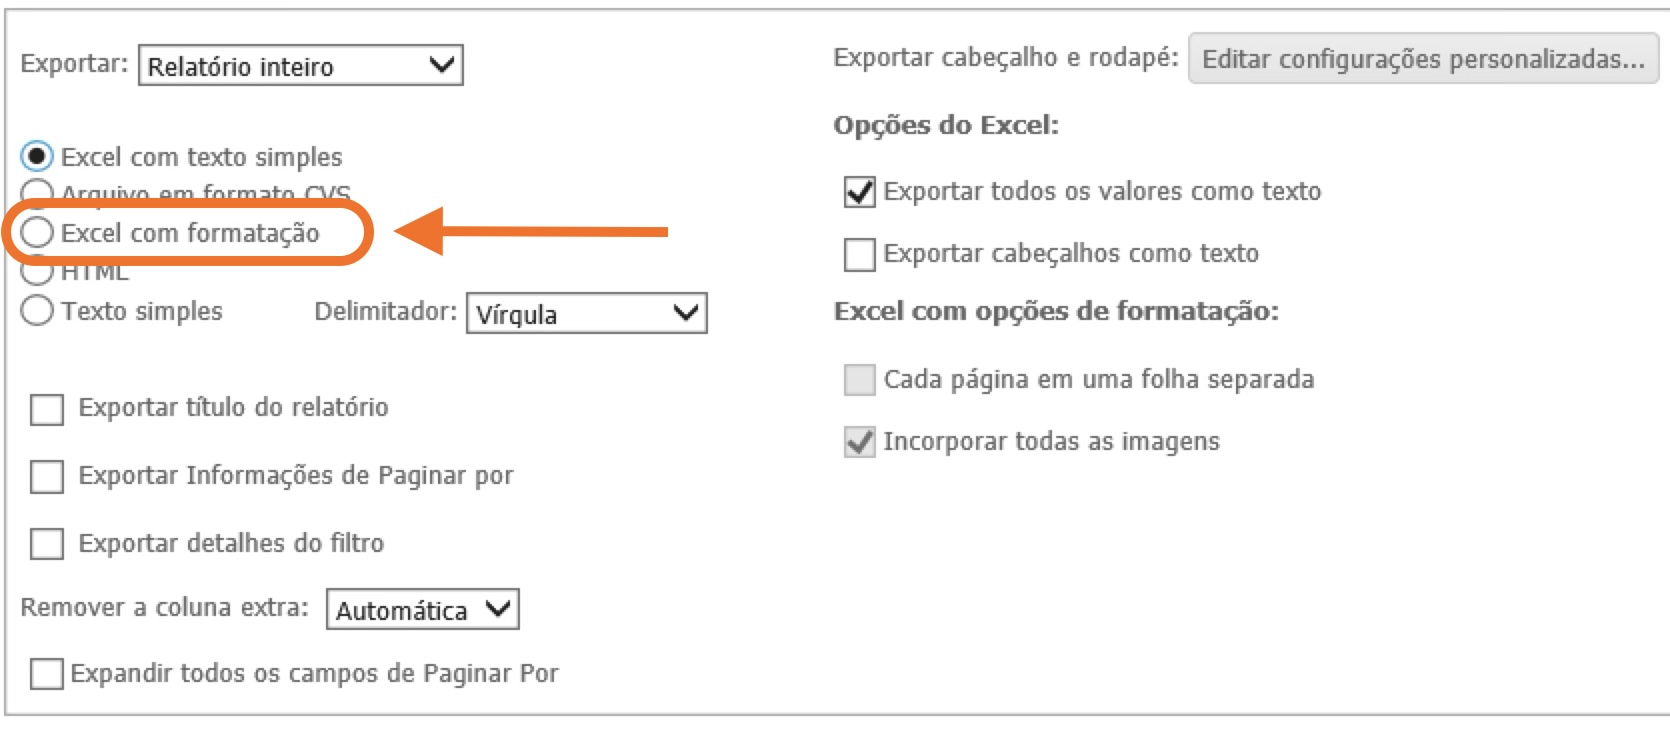 Exportar: Relatório inteiro
Excel com texto simples
Arquivo em formato CVS
Excel com formatação
HTML
Texto simples Delimitador: Vírgula
Exportar título do relatório
Exportar Informações de Paginar por
Exportar detalhes do filtro
Remover a coluna extra: Automática
Expandir todos os campos de Paginar Por
Exportar cabeçalho e rodapé: Editar configurações personalizadas...
Opções do Excel:
Exportar todos os valores como texto
Exportar cabeçalhos como texto
Excel com opções de formatação:
Cada página em uma folha separada
Incorporar todas as imagens